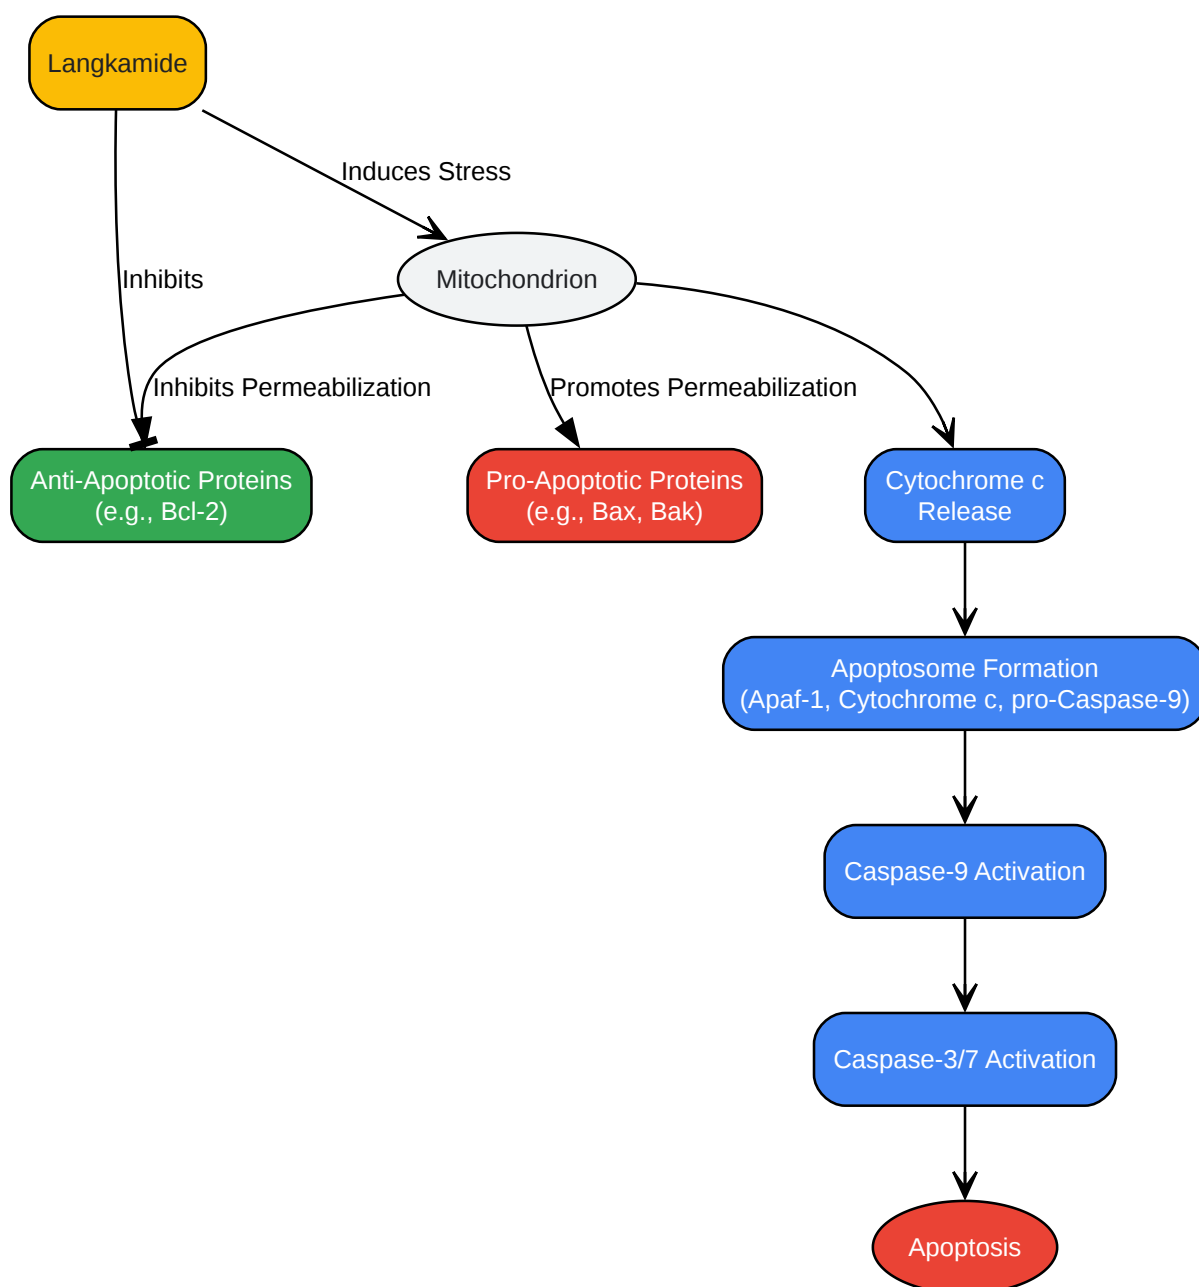 Langkamide
Induces Stress
Inhibits
Mitochondrion
Inhibits Permeabilization
Promotes Permeabilization
Anti-Apoptotic Proteins
(e.g., Bcl-2)
Pro-Apoptotic Proteins
(e.g., Bax, Bak)
Cytochrome c
Release
Apoptosome Formation
(Apaf-1, Cytochrome c, pro-Caspase-9)
Caspase-9 Activation
Caspase-3/7 Activation
Apoptosis